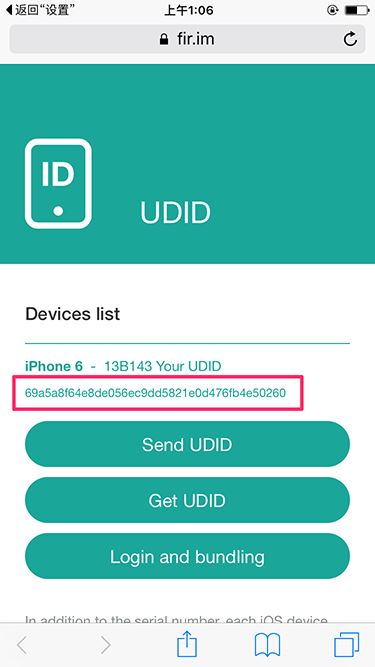 返回“设置”
上午1:06
fir.im
ID
UDID
Devices list
iPhone 6 - 13B143 Your UDID
69a5a8f64e8de056ec9dd5821e0d476fb4e50260
Send UDID
Get UDID
Login and bundling
In addition to the serial number, each iOS device